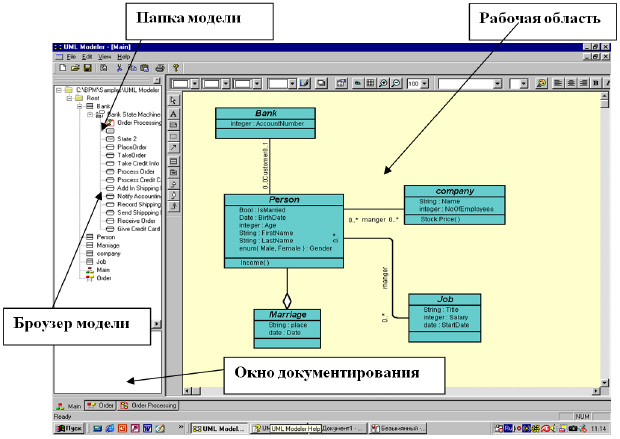 Папка модели
Рабочая область
UML Modeler - [Main]
File Edit View Help
100
C:\BPM\Sample\UML Modeler
Root
Bank
Bank State Machine
Order Processing
State 2
PlaceOrder
TakeOrder
Take Credit Info
Process Order
Process Credit C
Add In Shipping I
Notify Accounting
Record Shipping
Send Shipping I
Receive Order
Give Credit Card
Person
Marriage
company
Job
Main
Order
Bank
integer : AccountNumber
0..0Customer0..1
Person
Bool : IsMarried
Date : BirthDate
integer : Age
String : FirstName
String : LastName
enum{ Male, Female } : Gender
Income()
0..* manger 0..*
company
String : Name
integer : NoOfEmployees
StockPrice()
manger
0..*
Marriage
String : place
date : Date
Job
String : Title
integer : Salary
date : StartDate
Броузер модели
Окно документирования
Main Order Order Processing
Ready NUM
Пуск UML Model... UML Modeler Help Документ1 - ... Безымянный -... 11:14